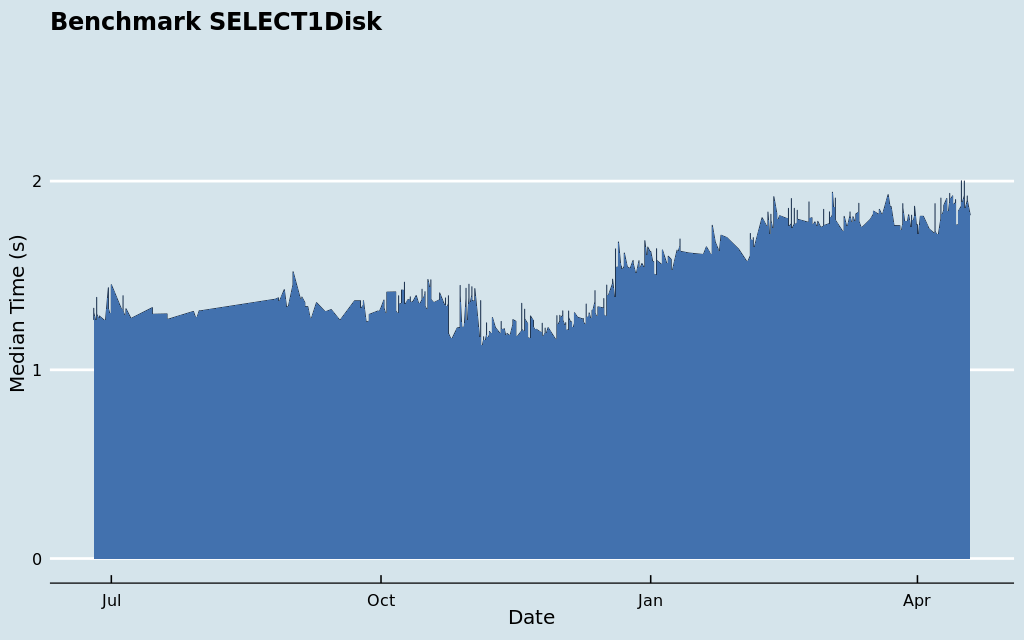 Benchmark SELECT1Disk
Median Time (s)
2
1
0
Jul
Oct
Jan
Apr
Date